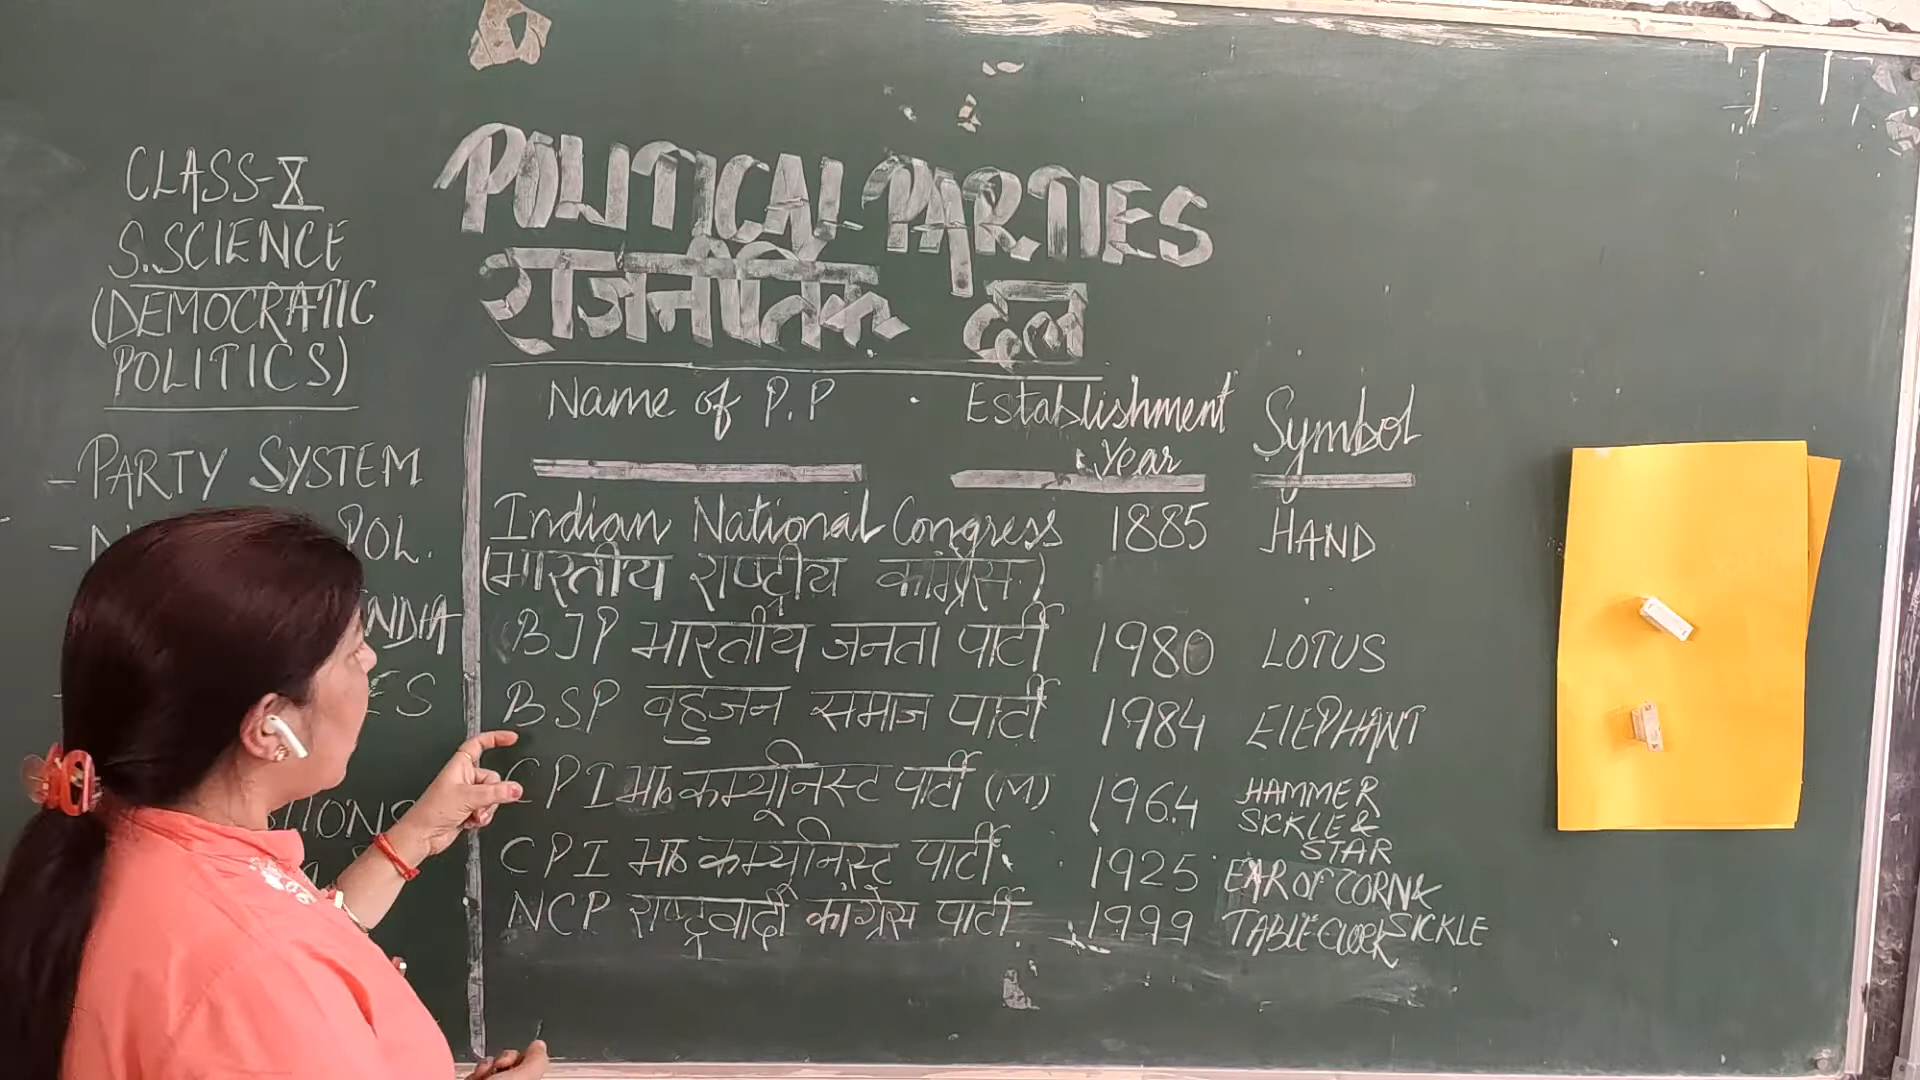 CLASS-X
S.SCIENCE
(DEMOCRATIC
POLITICS)
- PARTY SYSTEM
POL.
POLITICAL PARTIES
राजनीतिक दल
Name of P.P Establishment Year Symbol
Indian National Congress 1885 HAND
(भारतीय राष्ट्रीय कांग्रेस)
BJP भारतीय जनता पार्टी 1980 LOTUS
BSP बहुजन समाज पार्टी 1984 ElEPHANT
CPI भा० कम्यूनिस्ट पार्टी (M) 1964 HAMMER
SICKLE &
STAR
CPI भा० कम्यूनिस्ट पार्टी 1925 EAR OF CORN &
SICKLE
NCP राष्ट्रवादी कांग्रेस पार्टी 1999 TABLE CLOCK